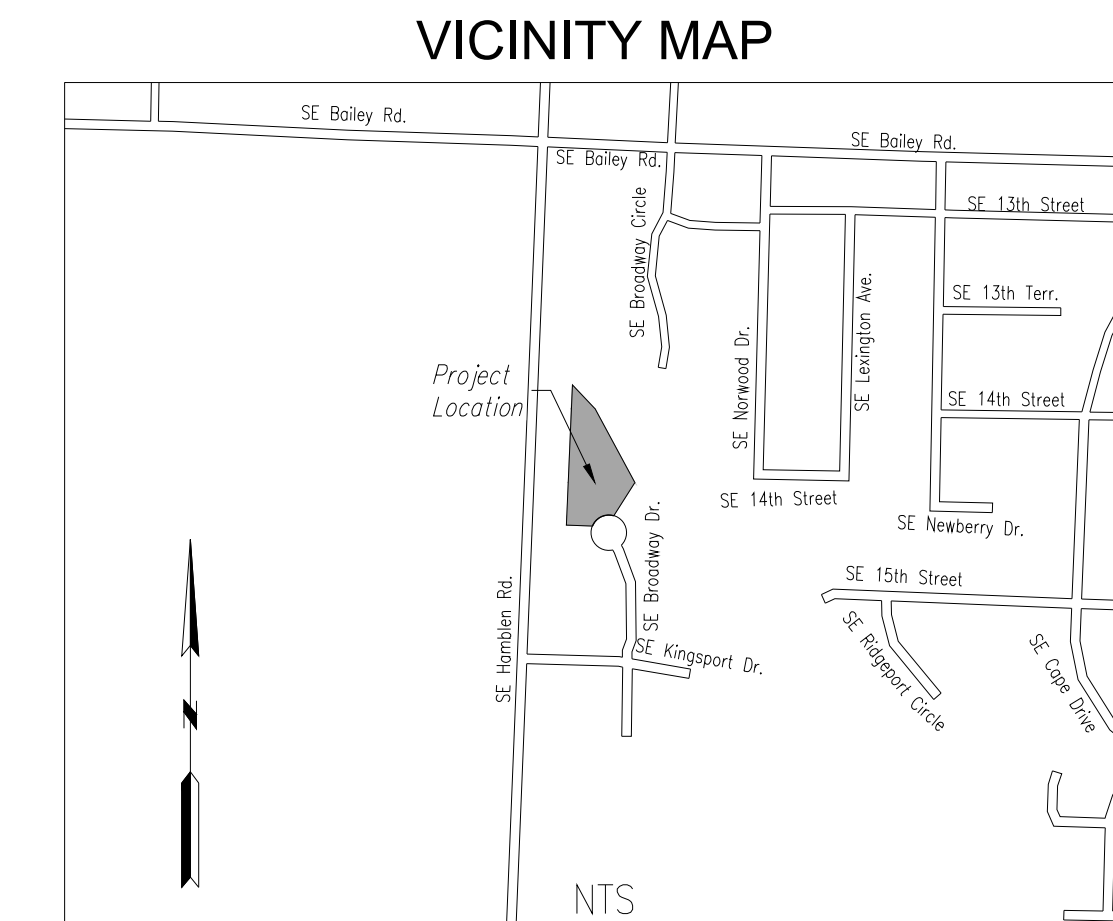 VICINITY MAP
SE Bailey Rd.
SE Bailey Rd.
SE Bailey Rd.
SE 13th Street
SE Broadway Circle
SE 13th Terr.
SE Lexington Ave.
SE Norwood Dr.
Project
Location
SE 14th Street
SE 14th Street
SE Newberry Dr.
SE Broadway Dr.
SE 15th Street
SE Hamblen Rd.
SE Kingsport Dr.
SE Ridgeport Circle
SE Cape Drive
N
NTS